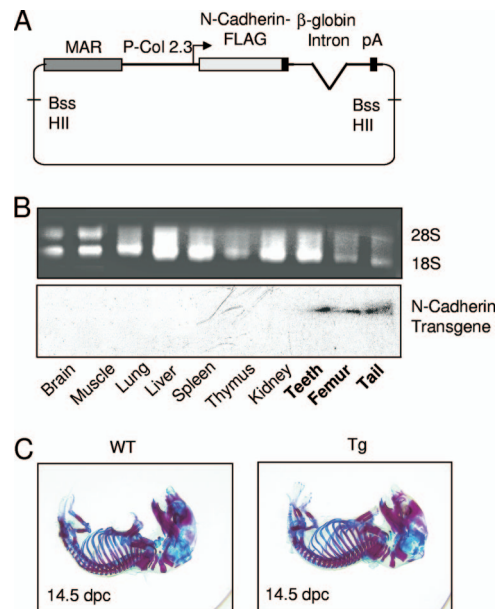 A
N-Cadherin- β-globin
MAR P-Col 2.3 FLAG Intron pA
Bss Bss
HII HII
B
28S
18S
N-Cadherin
Transgene
Brain Muscle Lung Liver Spleen Thymus Kidney Teeth Femur Tail
C
WT Tg
14.5 dpc 14.5 dpc